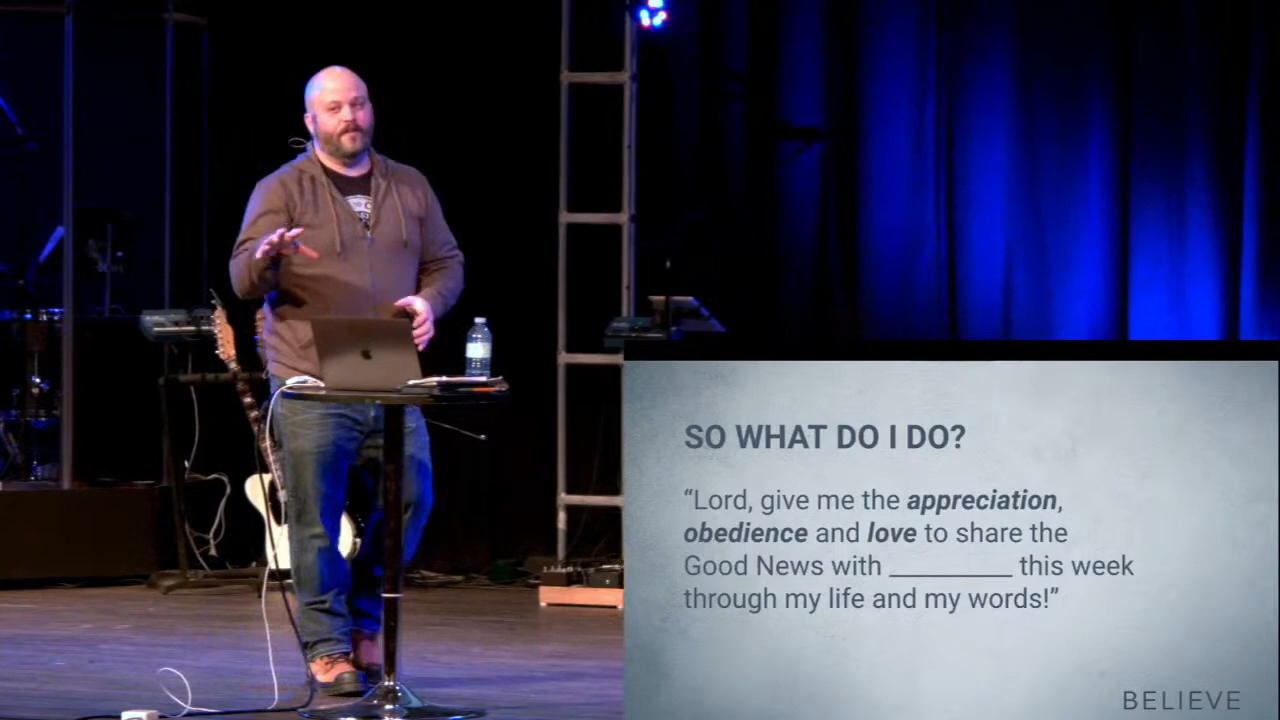 SO WHAT DO I DO?
“Lord, give me the appreciation,
obedience and love to share the
Good News with __________ this week
through my life and my words!”
BELIEVE